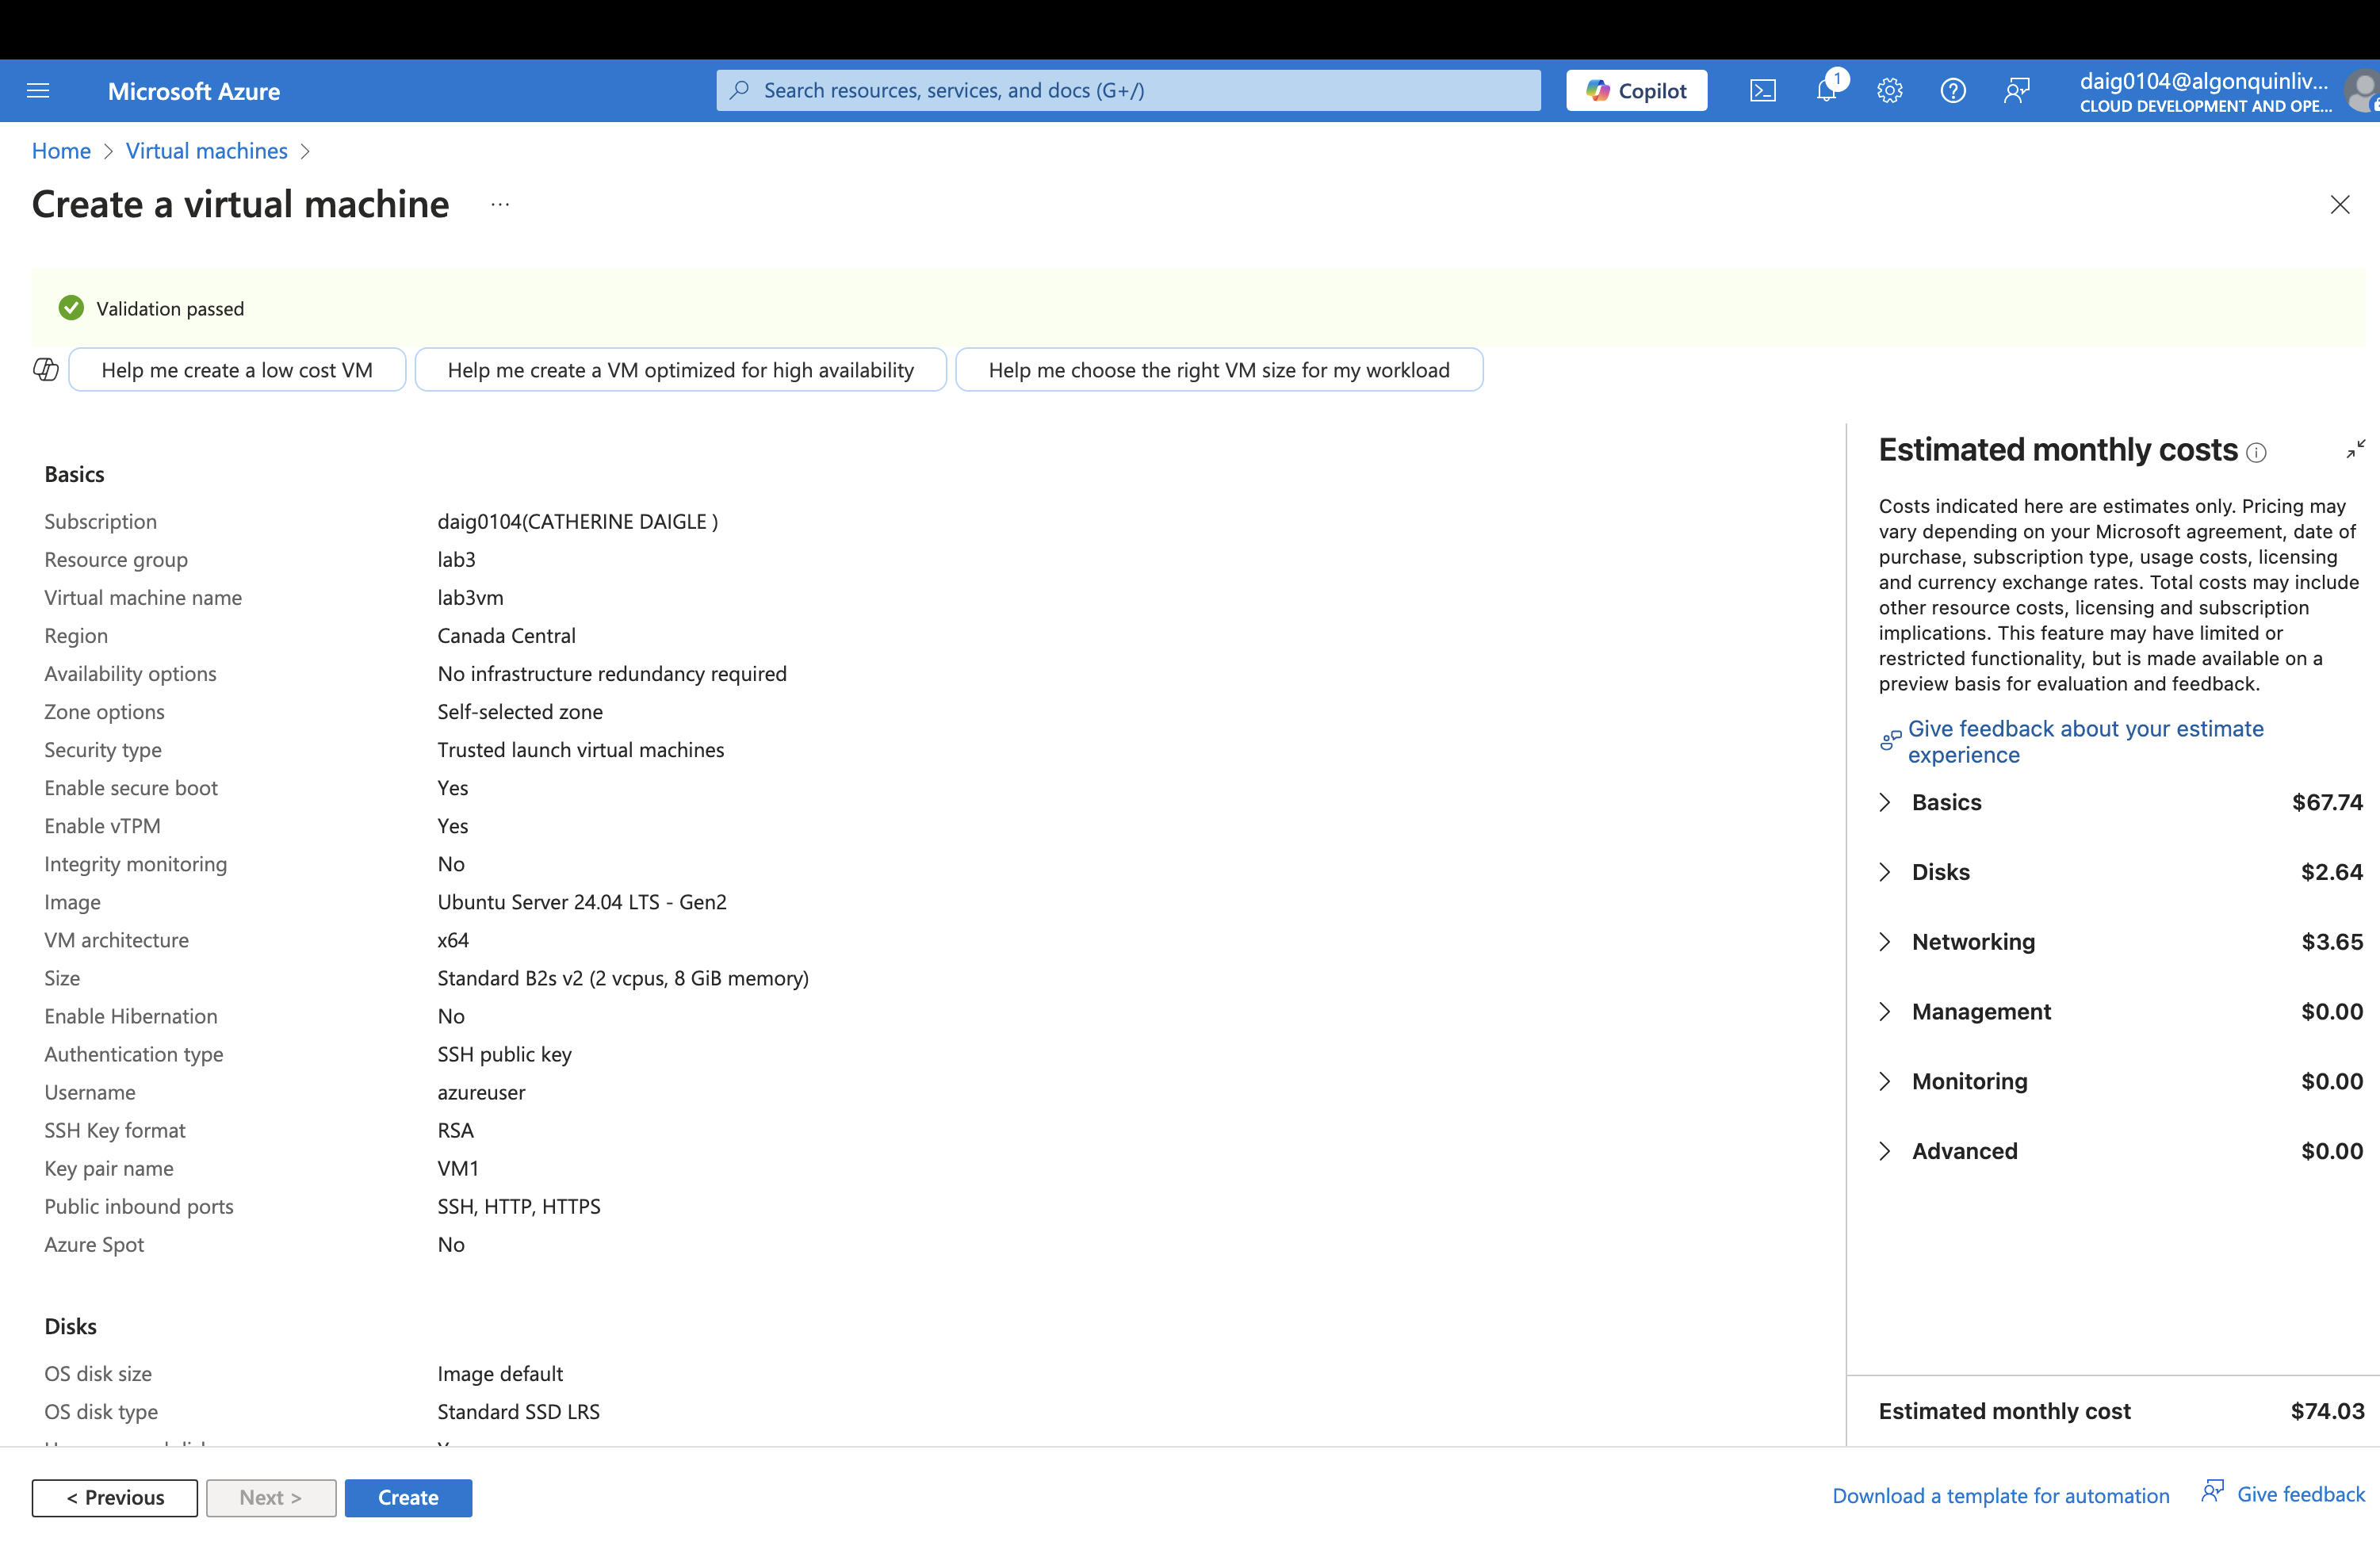 Microsoft Azure
Search resources, services, and docs (G+/)
Copilot
1
daig0104@algonquinliv...
CLOUD DEVELOPMENT AND OPE...
Home > Virtual machines >
Create a virtual machine ...
Validation passed
Help me create a low cost VM
Help me create a VM optimized for high availability
Help me choose the right VM size for my workload
Basics
Subscription daig0104(CATHERINE DAIGLE )
Resource group lab3
Virtual machine name lab3vm
Region Canada Central
Availability options No infrastructure redundancy required
Zone options Self-selected zone
Security type Trusted launch virtual machines
Enable secure boot Yes
Enable vTPM Yes
Integrity monitoring No
Image Ubuntu Server 24.04 LTS - Gen2
VM architecture x64
Size Standard B2s v2 (2 vcpus, 8 GiB memory)
Enable Hibernation No
Authentication type SSH public key
Username azureuser
SSH Key format RSA
Key pair name VM1
Public inbound ports SSH, HTTP, HTTPS
Azure Spot No
Disks
OS disk size Image default
OS disk type Standard SSD LRS
Estimated monthly costs
Costs indicated here are estimates only. Pricing may
vary depending on your Microsoft agreement, date of
purchase, subscription type, usage costs, licensing
and currency exchange rates. Total costs may include
other resource costs, licensing and subscription
implications. This feature may have limited or
restricted functionality, but is made available on a
preview basis for evaluation and feedback.
Give feedback about your estimate
experience
Basics $67.74
Disks $2.64
Networking $3.65
Management $0.00
Monitoring $0.00
Advanced $0.00
Estimated monthly cost $74.03
< Previous
Next >
Create
Download a template for automation
Give feedback